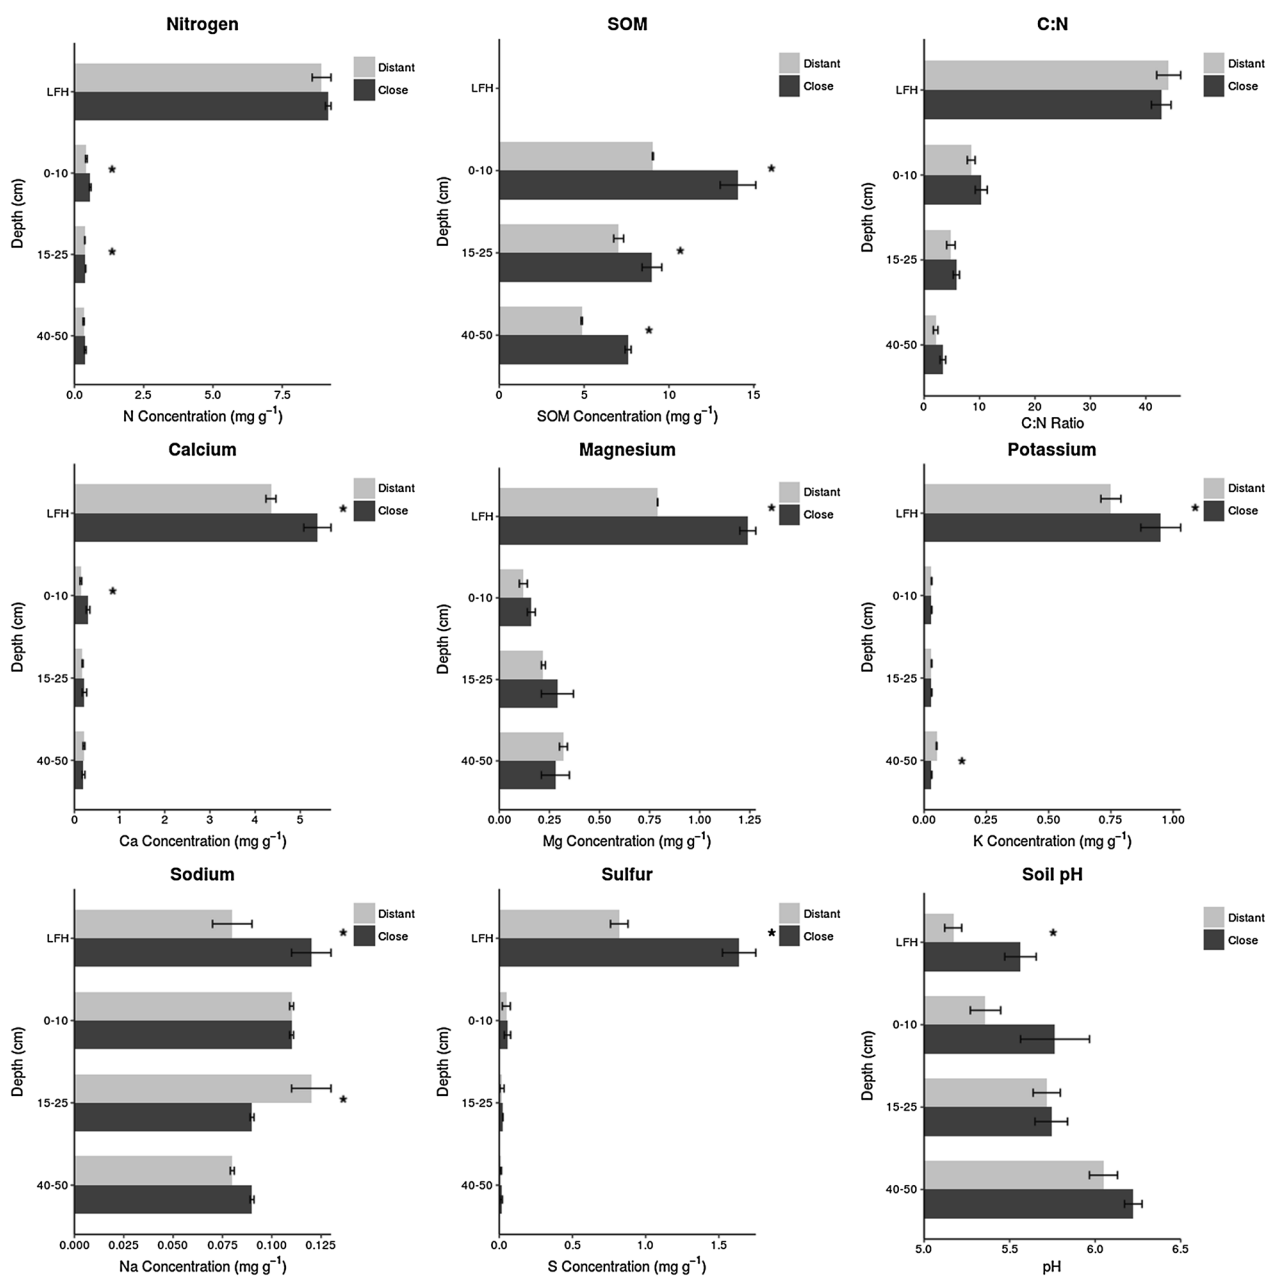 Nitrogen
Distant
Close
LFH
0-10
15-25
40-50
Depth (cm)
0.0 2.5 5.0 7.5
N Concentration (mg g⁻¹)
SOM
Distant
Close
LFH
0-10
15-25
40-50
Depth (cm)
0 5 10 15
SOM Concentration (mg g⁻¹)
C:N
Distant
Close
LFH
0-10
15-25
40-50
Depth (cm)
0 10 20 30 40
C:N Ratio
Calcium
Distant
Close
LFH *
0-10 *
15-25
40-50
Depth (cm)
0 1 2 3 4 5
Ca Concentration (mg g⁻¹)
Magnesium
Distant
Close
LFH *
0-10
15-25
40-50
Depth (cm)
0.00 0.25 0.50 0.75 1.00 1.25
Mg Concentration (mg g⁻¹)
Potassium
Distant
Close
LFH *
0-10
15-25
40-50 *
Depth (cm)
0.00 0.25 0.50 0.75 1.00
K Concentration (mg g⁻¹)
Sodium
Distant
Close
LFH *
0-10
15-25 *
40-50
Depth (cm)
0.000 0.025 0.050 0.075 0.100 0.125
Na Concentration (mg g⁻¹)
Sulfur
Distant
Close
LFH *
0-10
15-25
40-50
Depth (cm)
0.0 0.5 1.0 1.5
S Concentration (mg g⁻¹)
Soil pH
Distant
Close
LFH *
0-10
15-25
40-50
Depth (cm)
5.0 5.5 6.0 6.5
pH